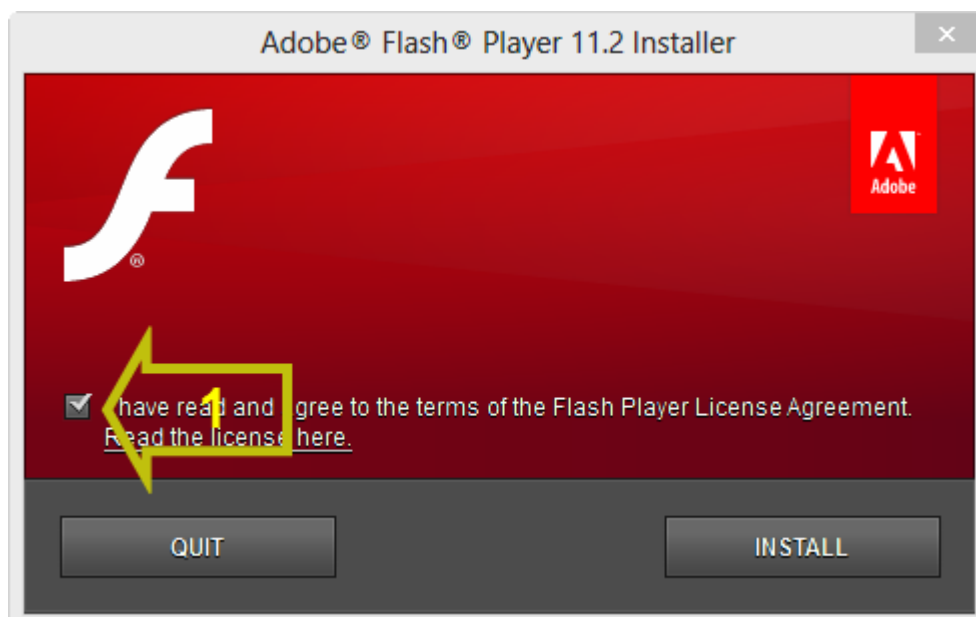 Adobe® Flash® Player 11.2 Installer
Adobe
®
1
I have read and agree to the terms of the Flash Player License Agreement.
Read the license here.
QUIT
INSTALL